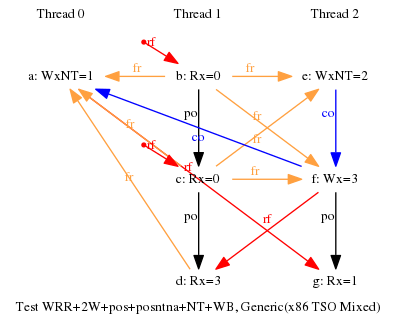 Thread 0 Thread 1 Thread 2
rf
a: WxNT=1 fr b: Rx=0 fr e: WxNT=2
po fr co
fr co fr
rf rf
c: Rx=0 fr f: Wx=3
fr
po rf po
d: Rx=3 g: Rx=1
Test WRR+2W+pos+posntna+NT+WB, Generic(x86 TSO Mixed)